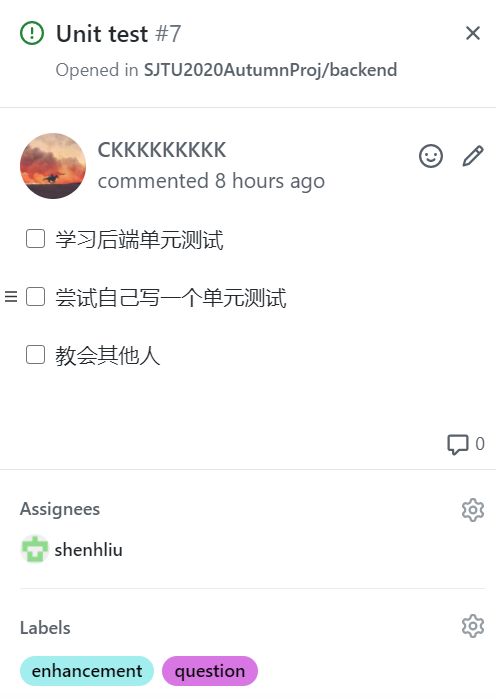 Unit test #7
Opened in SJTU2020AutumnProj/backend
CKKKKKKKKK
commented 8 hours ago
学习后端单元测试
尝试自己写一个单元测试
教会其他人
0
Assignees
shenhliu
Labels
enhancement question